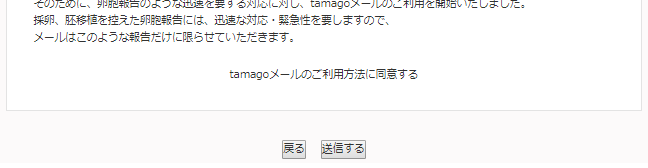 そのために、卵胞報告のような迅速を要する対応に対し、tamagoメールのご利用を開始いたしました。
採卵、胚移植を控えた卵胞報告には、迅速な対応・緊急性を要しますので、
メールはこのような報告だけに限らせていただきます。
tamagoメールのご利用方法に同意する
戻る 送信する